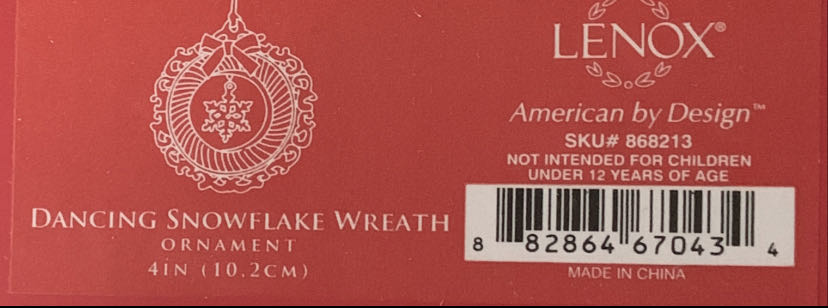 LENOX®
American by Design™
SKU# 868213
NOT INTENDED FOR CHILDREN
UNDER 12 YEARS OF AGE
DANCING SNOWFLAKE WREATH
ORNAMENT
4IN (10.2CM)
8 82864 67043 4
MADE IN CHINA